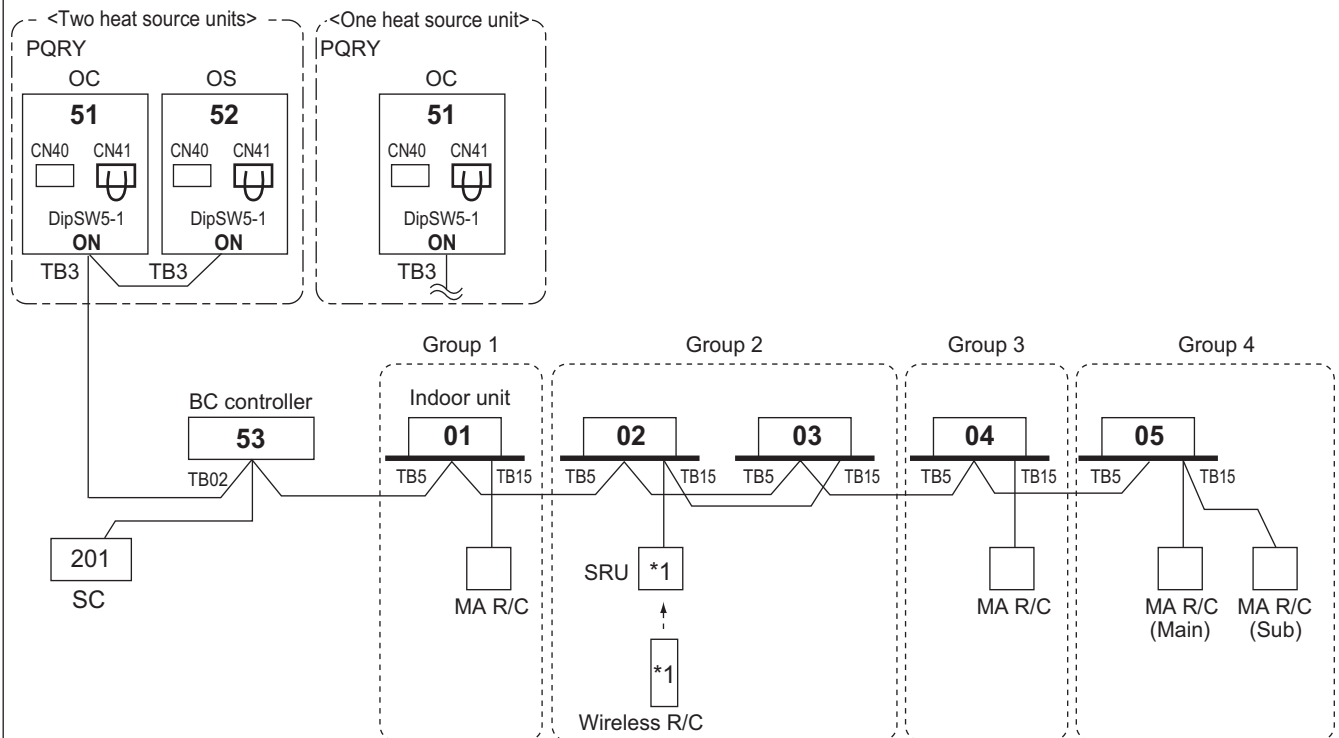 <Two heat source units>
<One heat source unit>
PQRY
PQRY
OC
OS
OC
51
52
51
CN40 CN41
CN40 CN41
CN40 CN41
DipSW5-1
DipSW5-1
DipSW5-1
ON
ON
ON
TB3
TB3
TB3
Group 1
Group 2
Group 3
Group 4
BC controller
Indoor unit
53
01
02
03
04
05
TB02
TB5
TB15
TB5
TB15
TB5
TB15
TB5
TB15
TB5
TB15
201
SC
MA R/C
SRU
*1
MA R/C
MA R/C
(Main)
MA R/C
(Sub)
*1
Wireless R/C